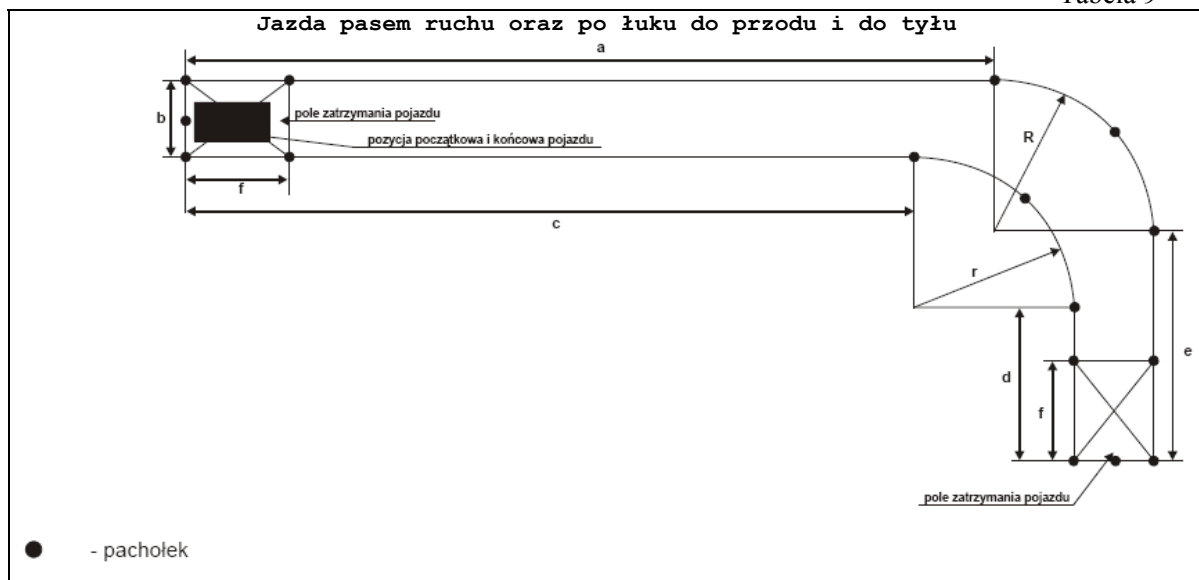 Tabela 9
Jazda pasem ruchu oraz po łuku do przodu i do tyłu
a
b
pole zatrzymania pojazdu
pozycja początkowa i końcowa pojazdu
R
f
c
r
d
e
f
pole zatrzymania pojazdu
- pachołek